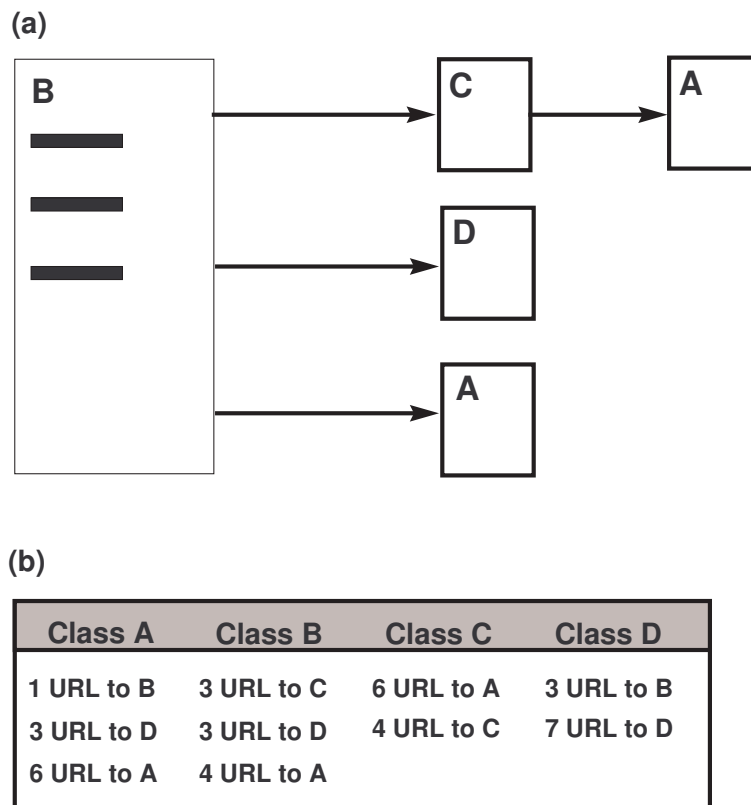 (a)
B
C
A
D
A
(b)
Class A Class B Class C Class D
1 URL to B 3 URL to C 6 URL to A 3 URL to B
3 URL to D 3 URL to D 4 URL to C 7 URL to D
6 URL to A 4 URL to A